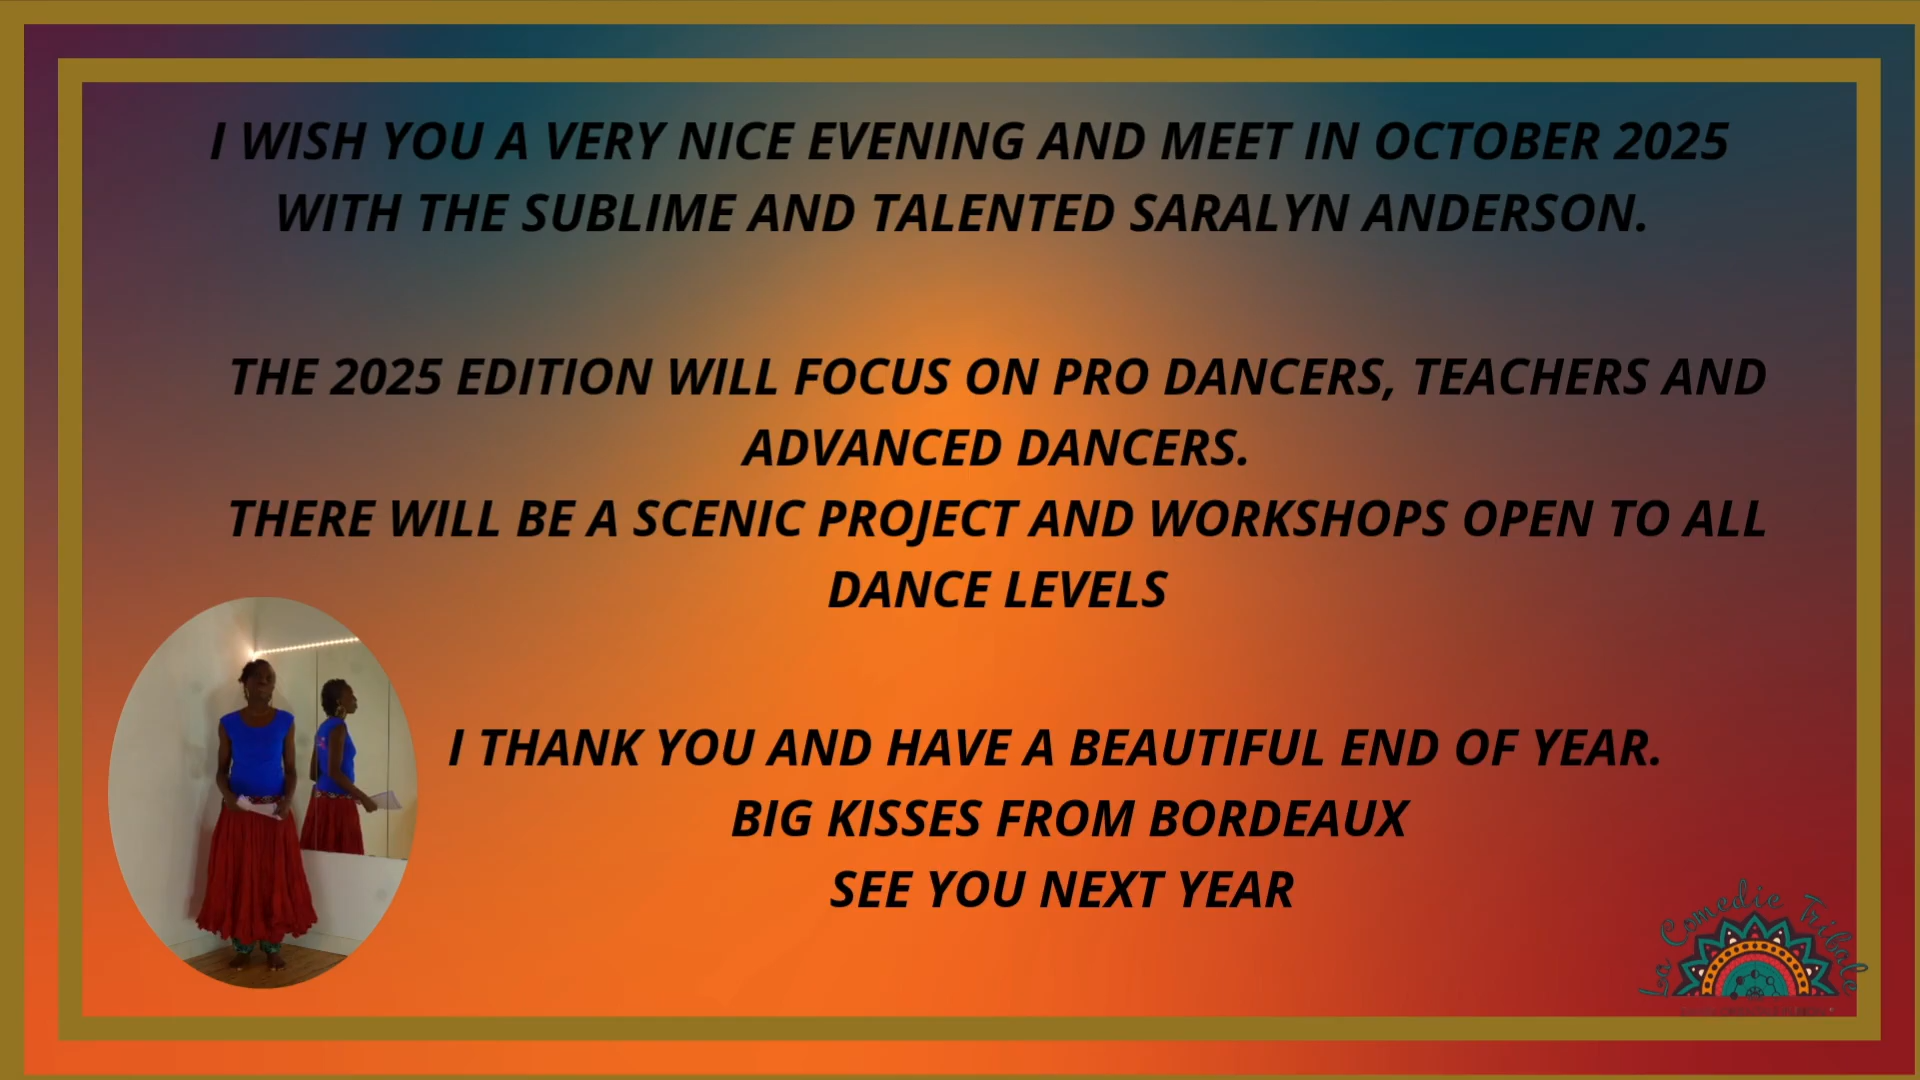 I WISH YOU A VERY NICE EVENING AND MEET IN OCTOBER 2025
WITH THE SUBLIME AND TALENTED SARALYN ANDERSON.
THE 2025 EDITION WILL FOCUS ON PRO DANCERS, TEACHERS AND
ADVANCED DANCERS.
THERE WILL BE A SCENIC PROJECT AND WORKSHOPS OPEN TO ALL
DANCE LEVELS
I THANK YOU AND HAVE A BEAUTIFUL END OF YEAR.
BIG KISSES FROM BORDEAUX
SEE YOU NEXT YEAR
La Comedie Tribale